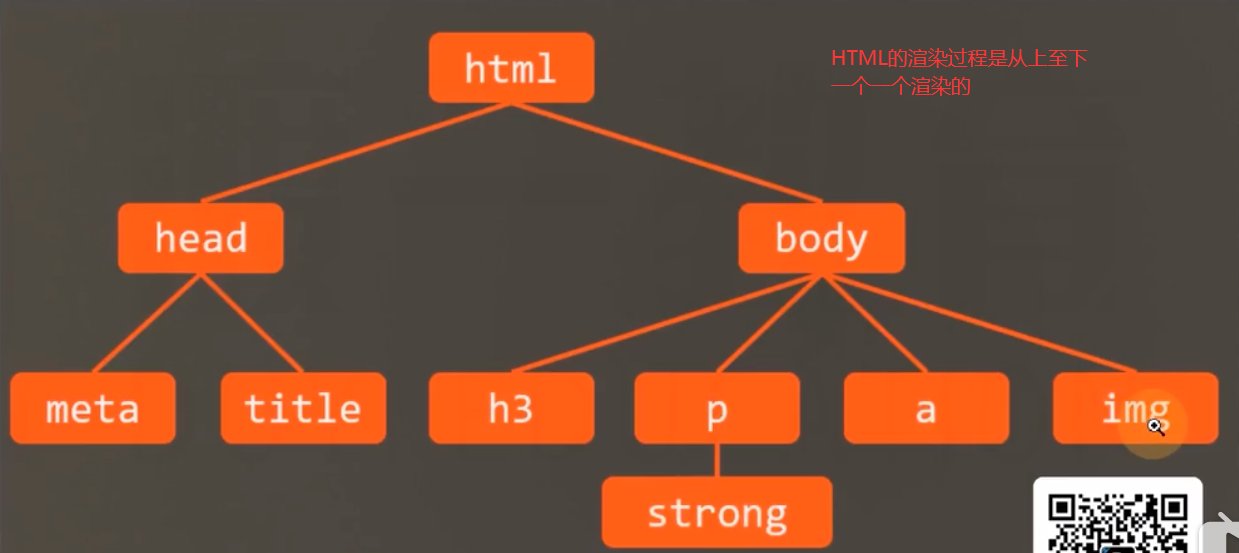 html
HTML的渲染过程是从上至下
一个一个渲染的
head
body
meta
title
h3
p
a
img
strong